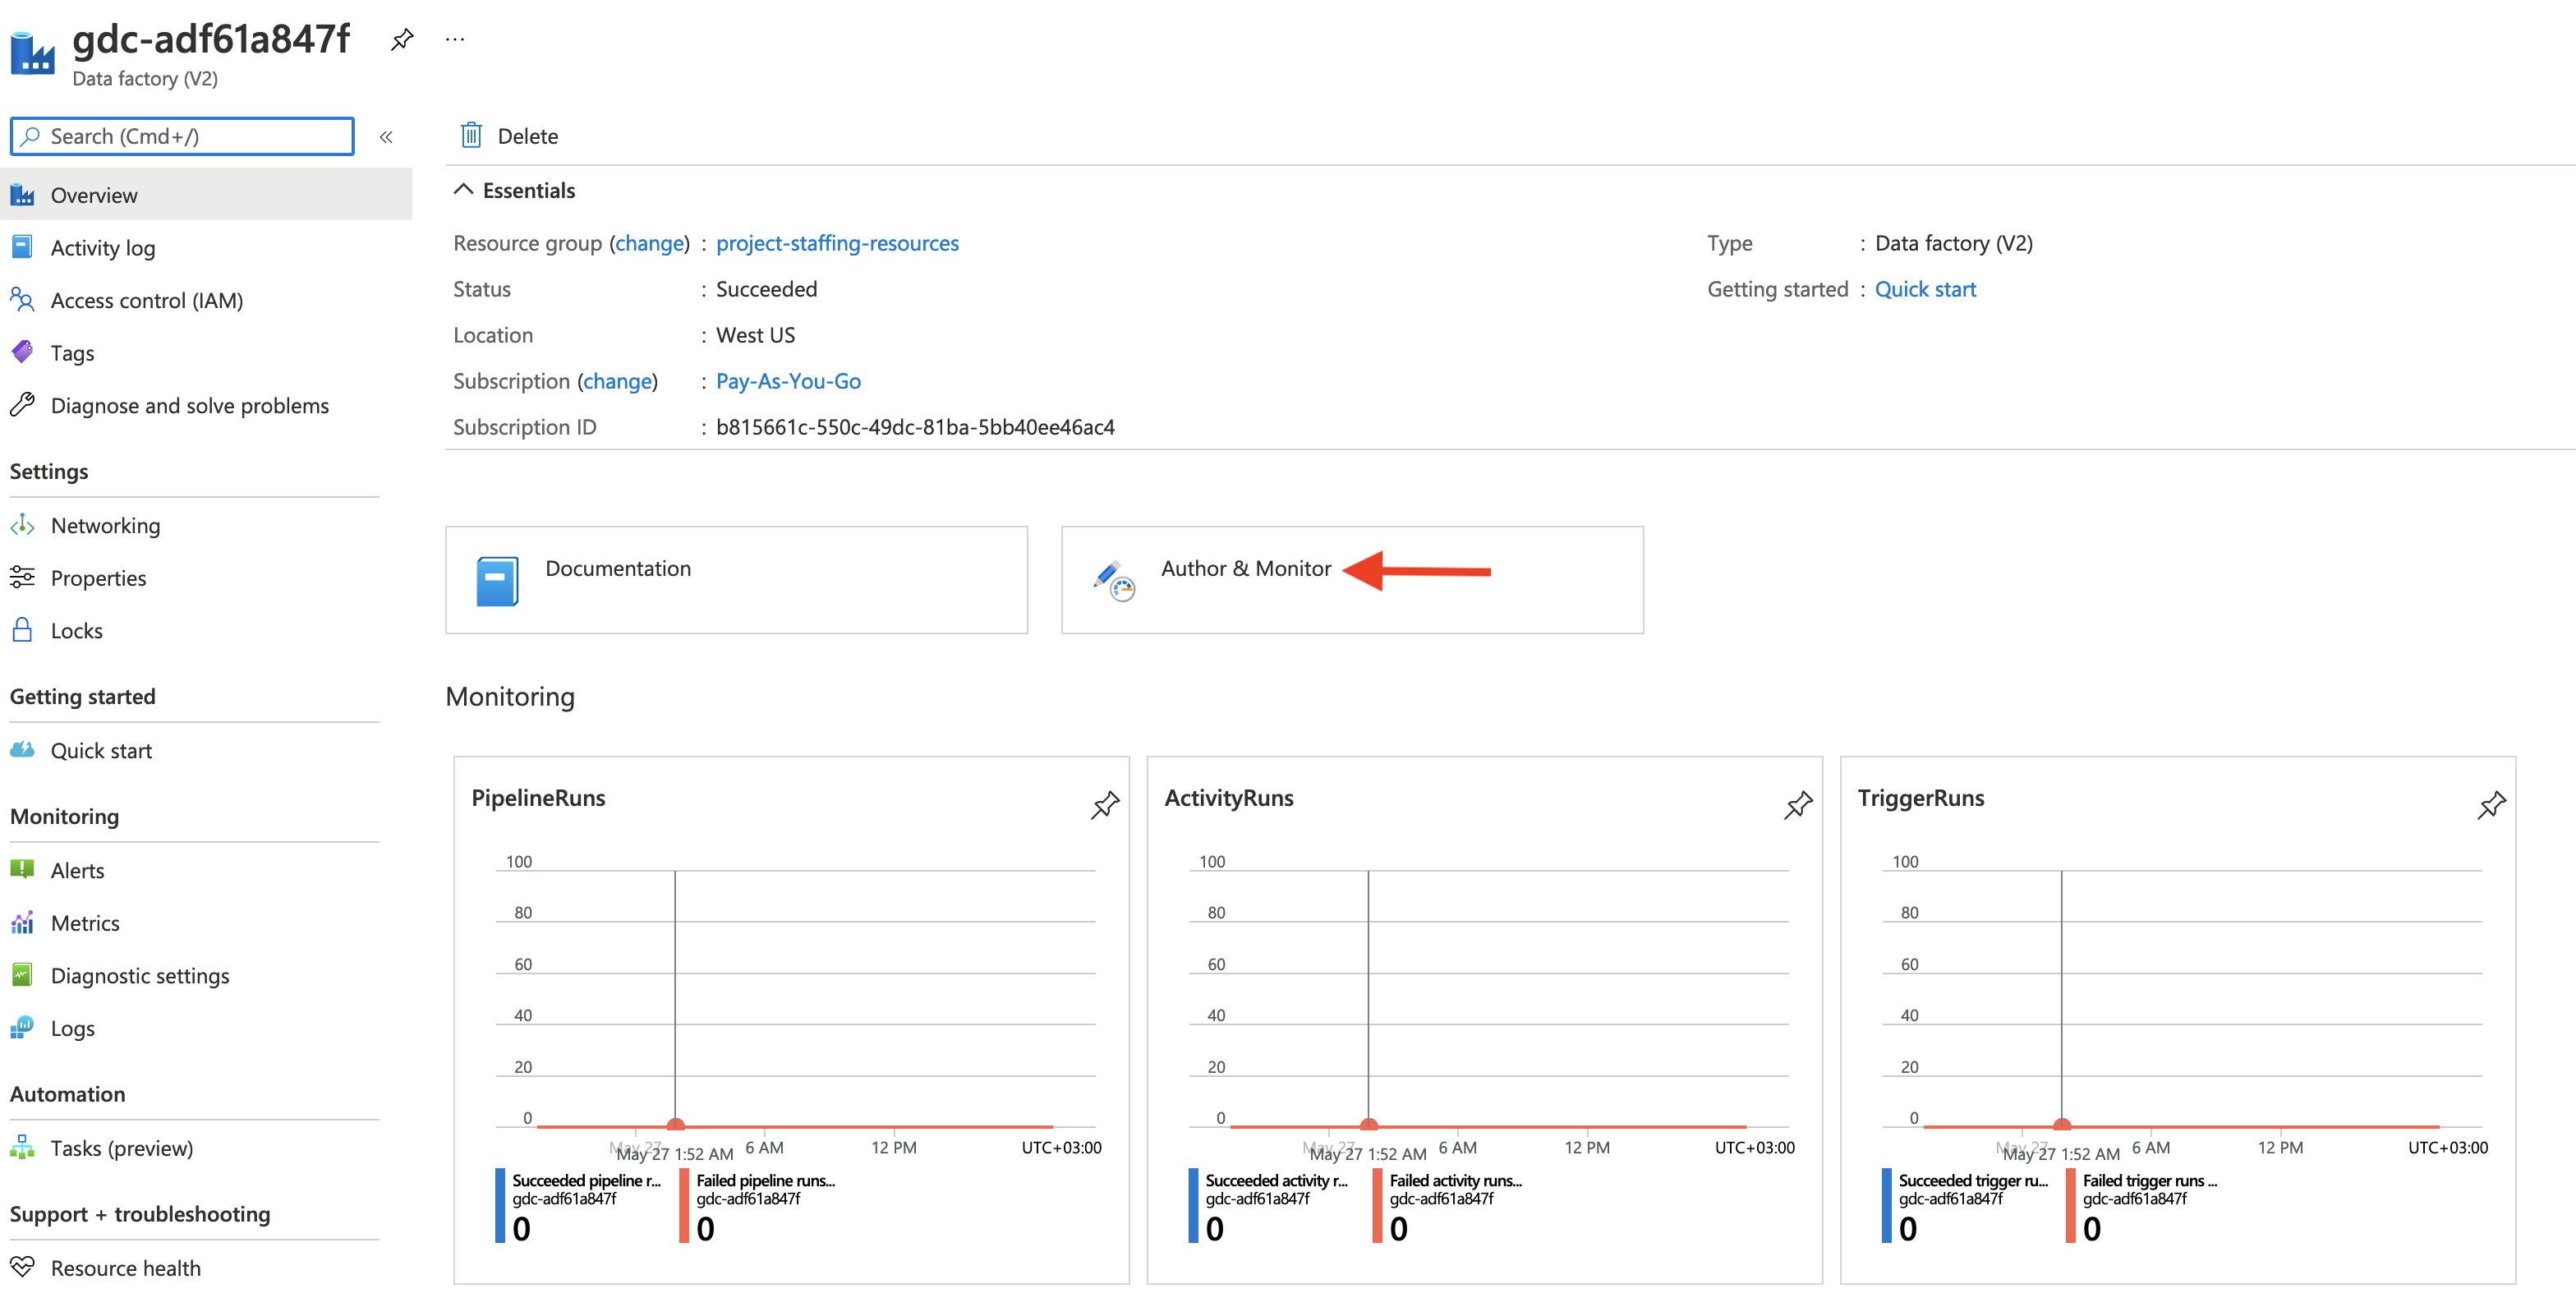 gdc-adf61a847f
...
Data factory (V2)
Search (Cmd+/)
«
Overview
Activity log
Access control (IAM)
Tags
Diagnose and solve problems
Settings
Networking
Properties
Locks
Getting started
Quick start
Monitoring
Alerts
Metrics
Diagnostic settings
Logs
Automation
Tasks (preview)
Support + troubleshooting
Resource health
Delete
Essentials
Resource group (change) : project-staffing-resources
Status : Succeeded
Location : West US
Subscription (change) : Pay-As-You-Go
Subscription ID : b815661c-550c-49dc-81ba-5bb40ee46ac4
Type : Data factory (V2)
Getting started : Quick start
Documentation
Author & Monitor
Monitoring
PipelineRuns
100
80
60
40
20
0
May 27
May 27 1:52 AM
6 AM
12 PM
UTC+03:00
Succeeded pipeline r...
gdc-adf61a847f
0
Failed pipeline runs...
gdc-adf61a847f
0
ActivityRuns
100
80
60
40
20
0
May 27
May 27 1:52 AM
6 AM
12 PM
UTC+03:00
Succeeded activity r...
gdc-adf61a847f
0
Failed activity runs...
gdc-adf61a847f
0
TriggerRuns
100
80
60
40
20
0
May 27
May 27 1:52 AM
6 AM
12 PM
UTC+03:00
Succeeded trigger ru...
gdc-adf61a847f
0
Failed trigger runs ...
gdc-adf61a847f
0